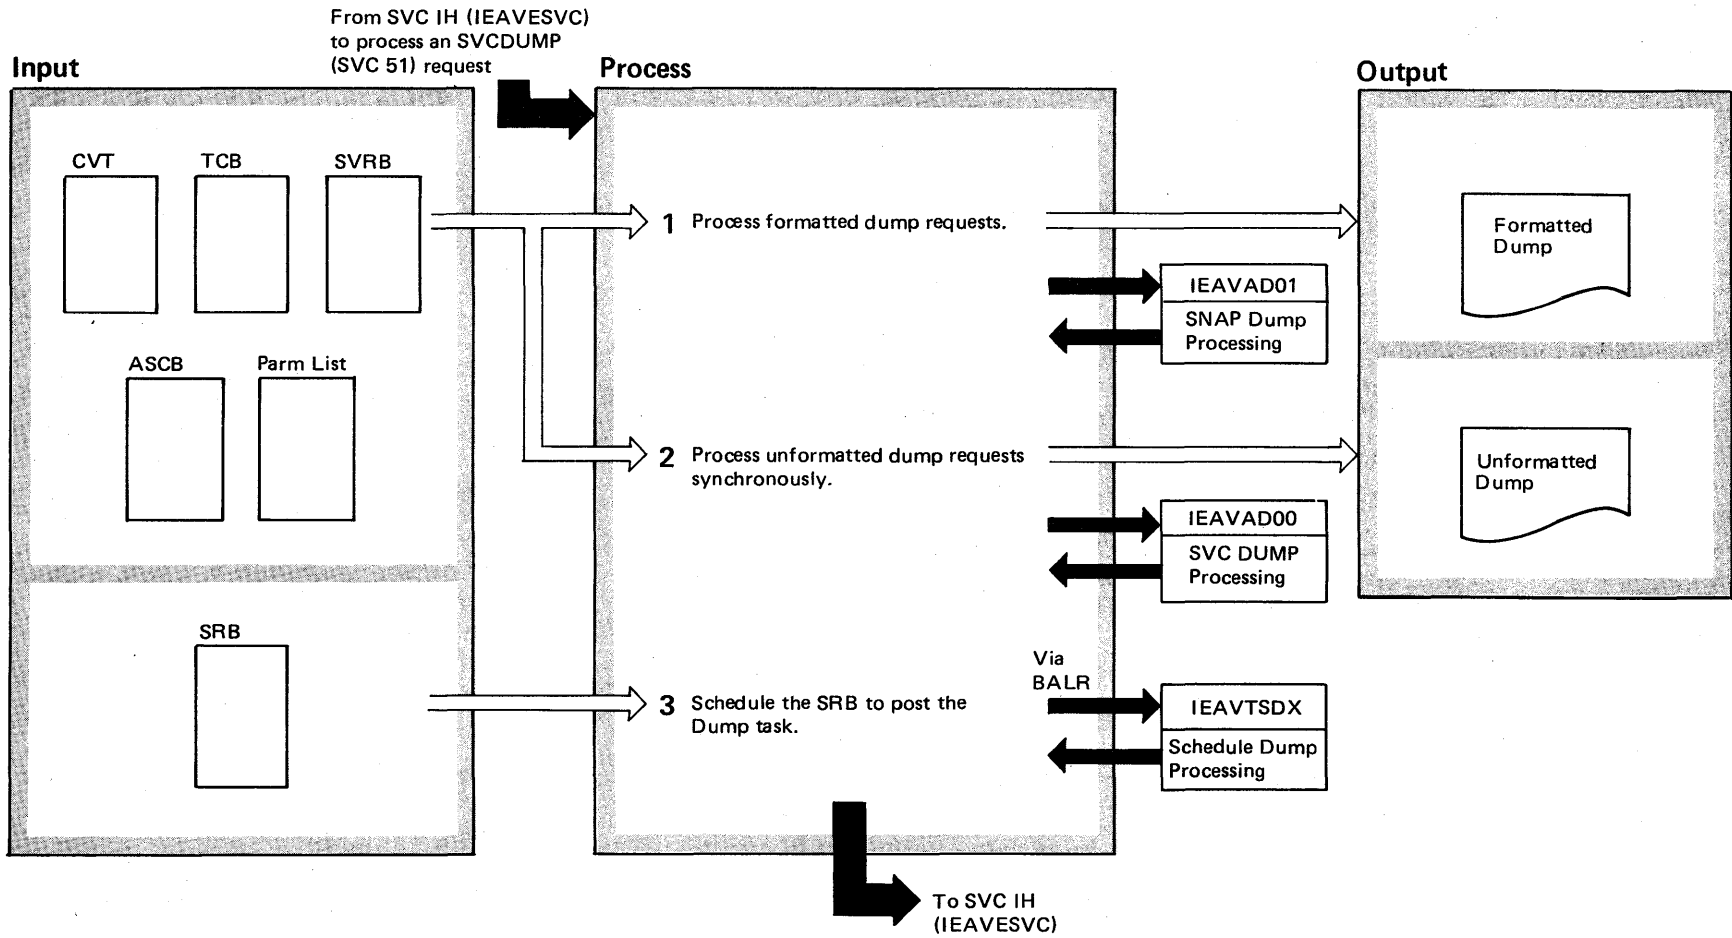 From SVC IH (IEAVESVC)
to process an SVCDUMP
(SVC 51) request
Input
Process
Output
CVT
TCB
SVRB
ASCB
Parm List
SRB
1 Process formatted dump requests.
IEAVAD01
SNAP Dump
Processing
2 Process unformatted dump requests
synchronously.
IEAVAD00
SVC DUMP
Processing
3 Schedule the SRB to post the
Dump task.
Via
BALR
IEAVTSDX
Schedule Dump
Processing
Formatted
Dump
Unformatted
Dump
To SVC IH
(IEAVESVC)